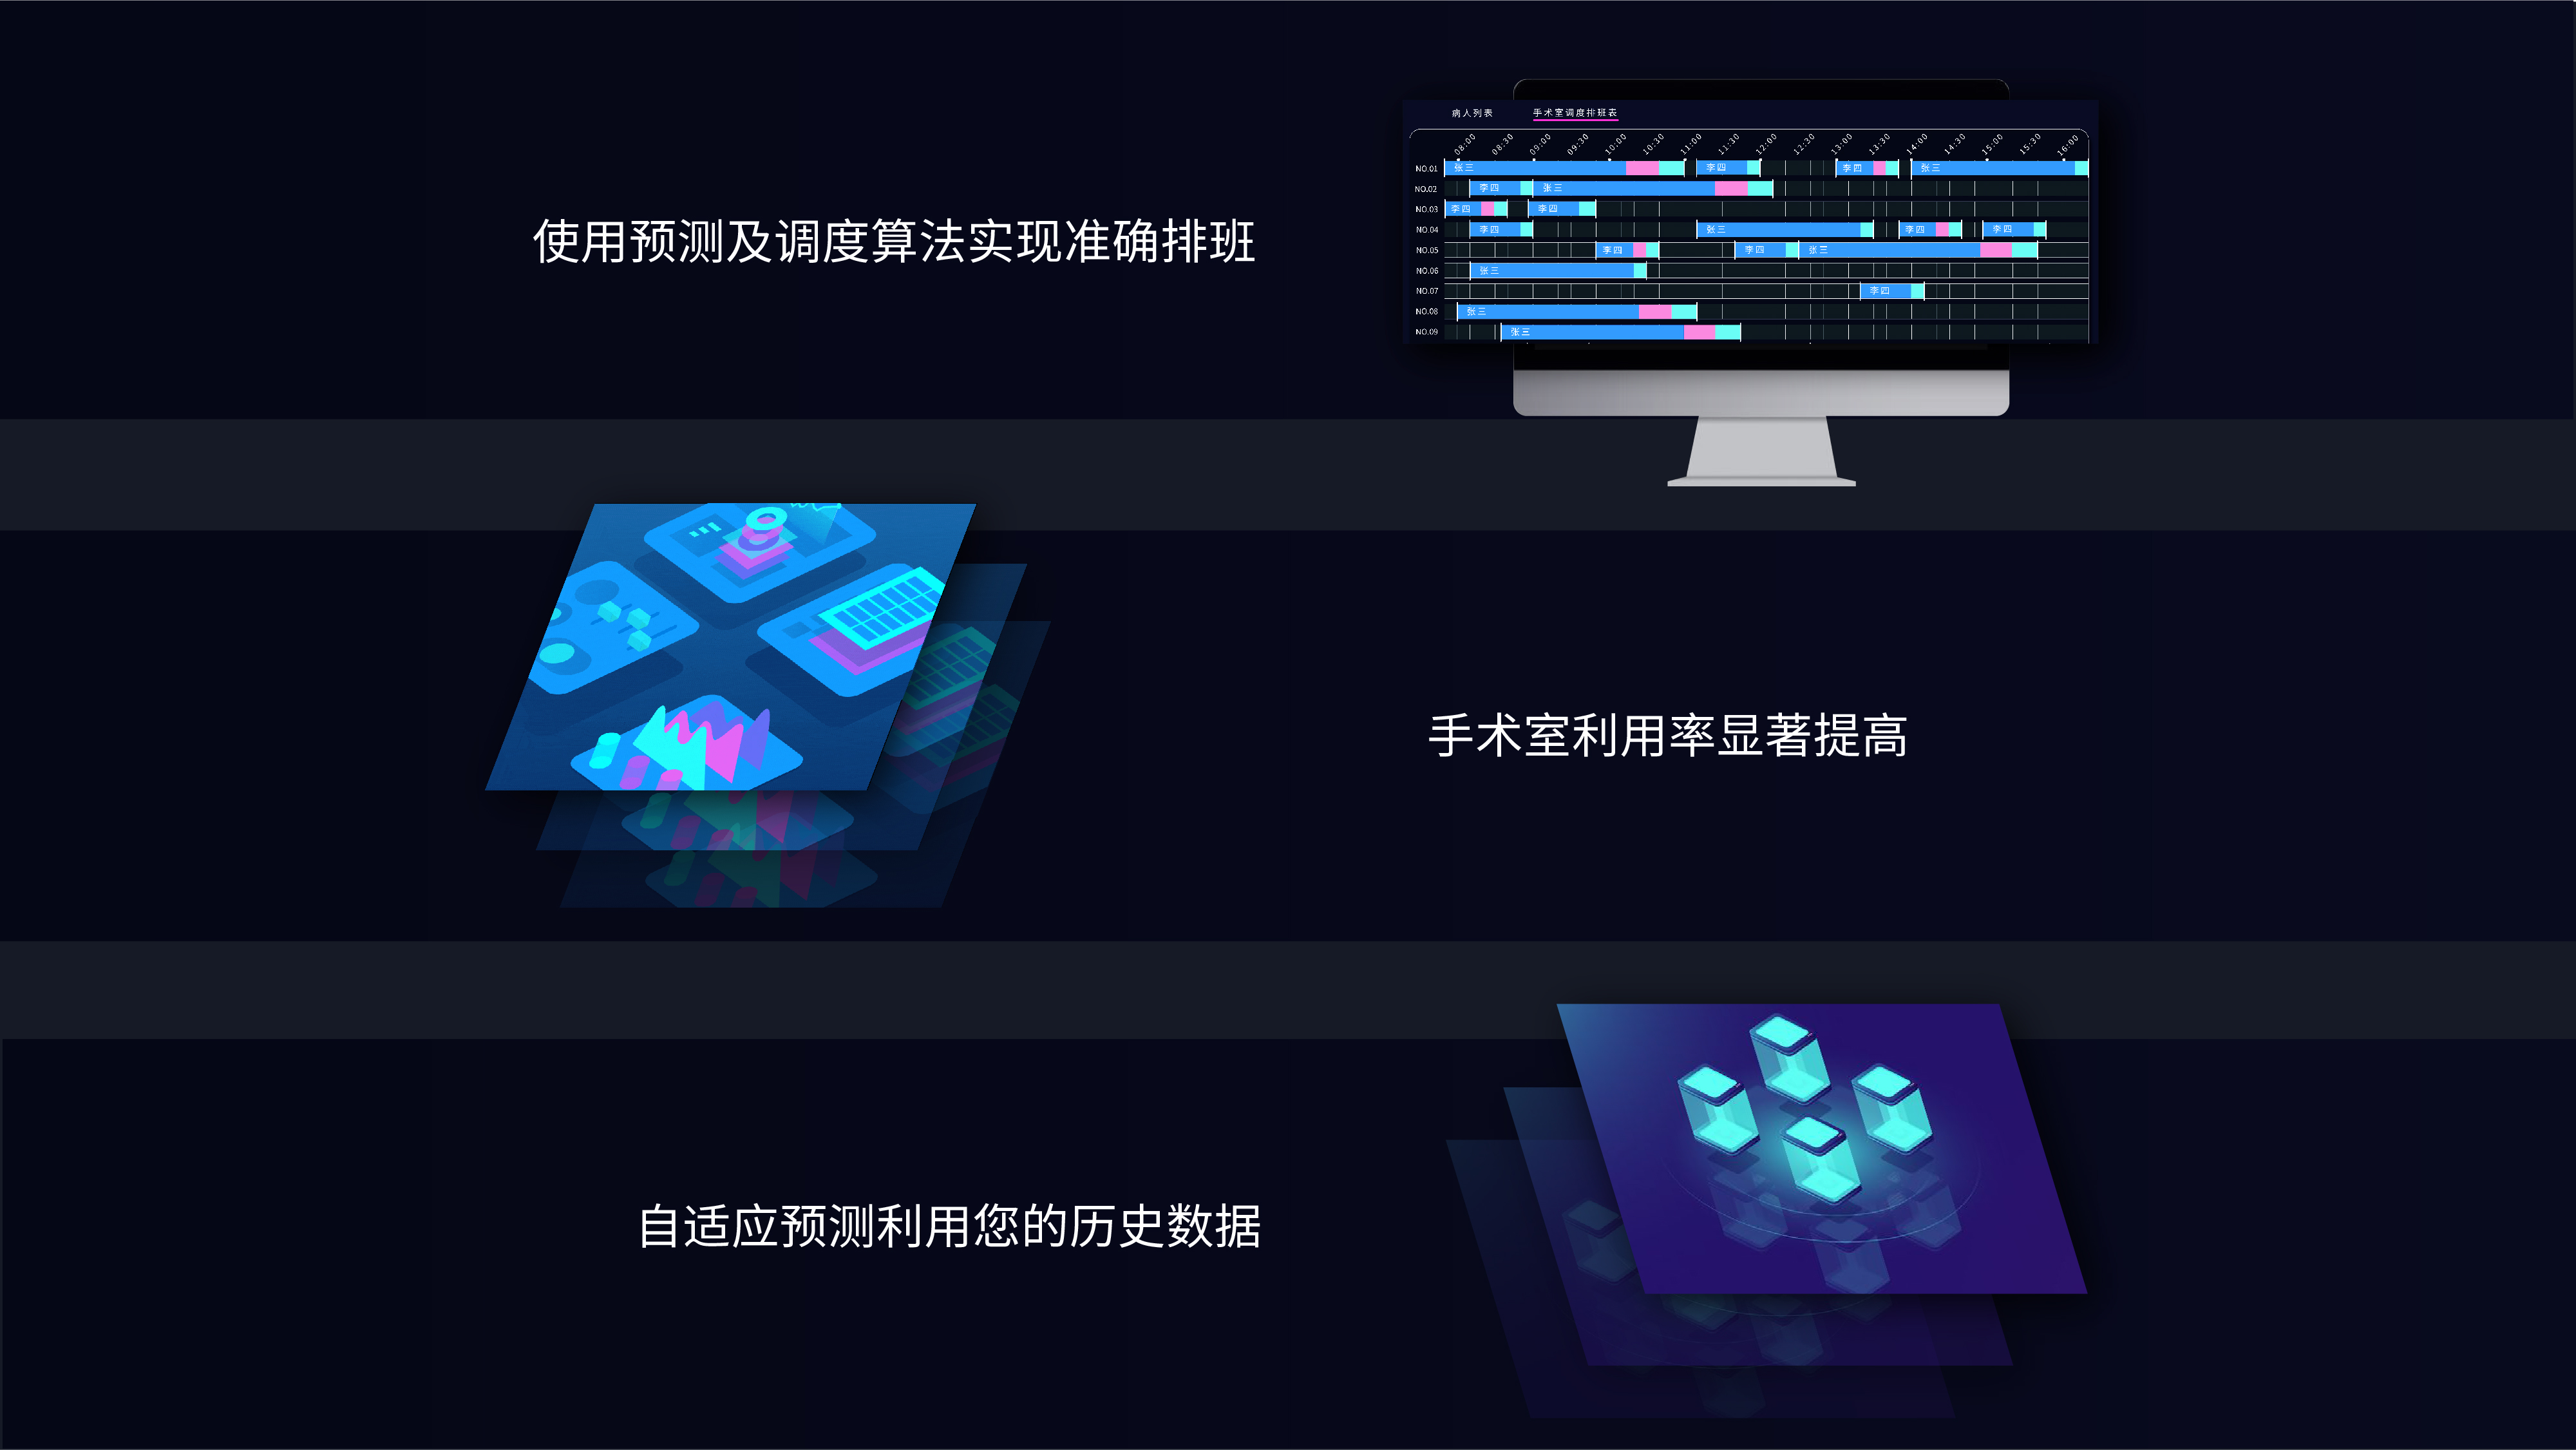 病人列表 手术室调度排班表
08:00 08:30 09:00 09:30 10:00 10:30 11:00 11:30 12:00 12:30 13:00 13:30 14:00 14:30 15:00 15:30 16:00
NO.01 张三 李四 李四 张三
NO.02 李四 张三
NO.03 李四 李四
NO.04 李四 张三 李四 李四
NO.05 李四 李四 张三
NO.06 张三
NO.07 李四
NO.08 张三
NO.09 张三
使用预测及调度算法实现准确排班
手术室利用率显著提高
自适应预测利用您的历史数据